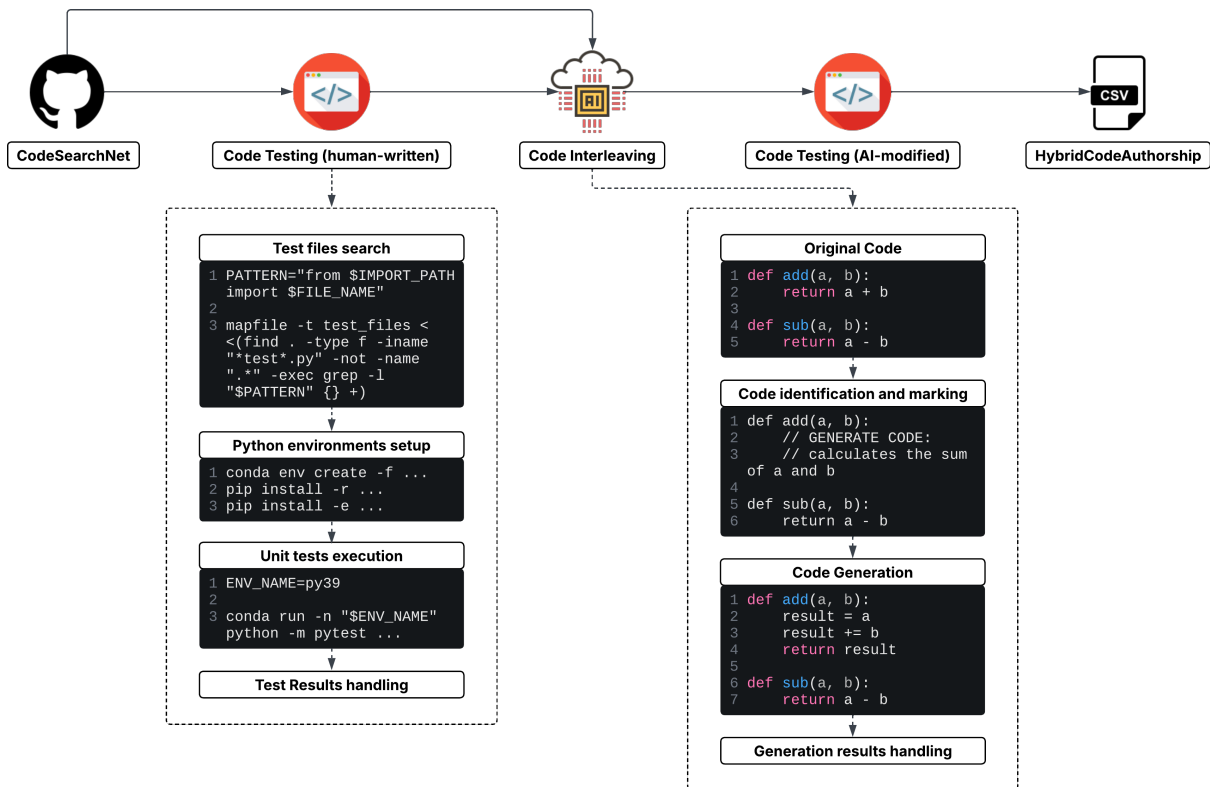 </>
AI
</>
CSV
CodeSearchNet
Code Testing (human-written)
Code Interleaving
Code Testing (AI-modified)
HybridCodeAuthorship
Test files search
1 PATTERN="from $IMPORT_PATH
import $FILE_NAME"
2
3 mapfile -t test_files <
<(find . -type f -iname
"*test*.py" -not -name
".*" -exec grep -l
"$PATTERN" {} +)
Python environments setup
1 conda env create -f ...
2 pip install -r ...
3 pip install -e ...
Unit tests execution
1 ENV_NAME=py39
2
3 conda run -n "$ENV_NAME"
python -m pytest ...
Test Results handling
Original Code
1 def add(a, b):
2     return a + b
3
4 def sub(a, b):
5     return a - b
Code identification and marking
1 def add(a, b):
2     // GENERATE CODE:
3     // calculates the sum
of a and b
4
5 def sub(a, b):
6     return a - b
Code Generation
1 def add(a, b):
2     result = a
3     result += b
4     return result
5
6 def sub(a, b):
7     return a - b
Generation results handling